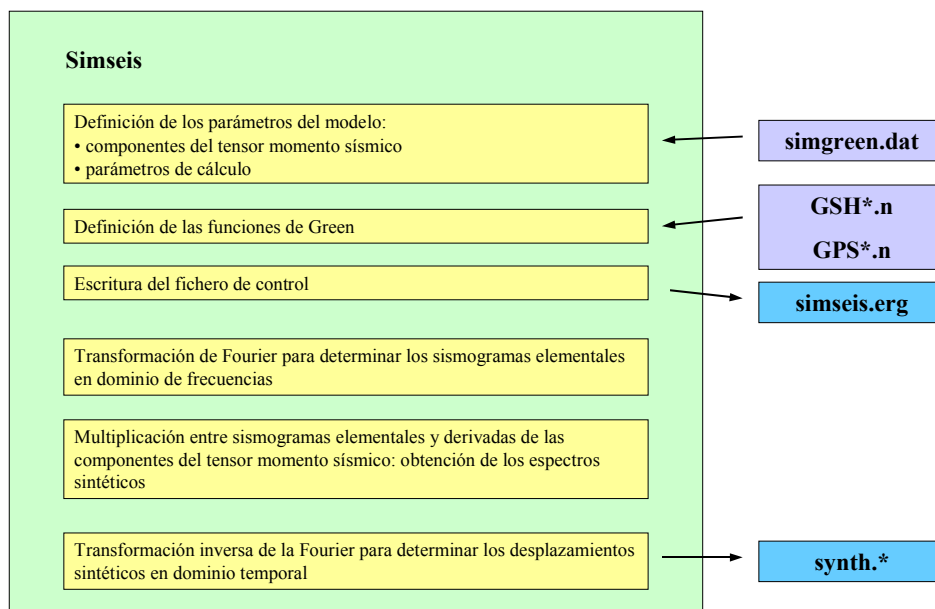 Simseis
Definición de los parámetros del modelo:
• componentes del tensor momento sísmico
• parámetros de cálculo
simgreen.dat
Definición de las funciones de Green
GSH*.n
GPS*.n
Escritura del fichero de control
simseis.erg
Transformación de Fourier para determinar los sismogramas elementales
en dominio de frecuencias
Multiplicación entre sismogramas elementales y derivadas de las
componentes del tensor momento sísmico: obtención de los espectros
sintéticos
Transformación inversa de la Fourier para determinar los desplazamientos
sintéticos en dominio temporal
synth.*